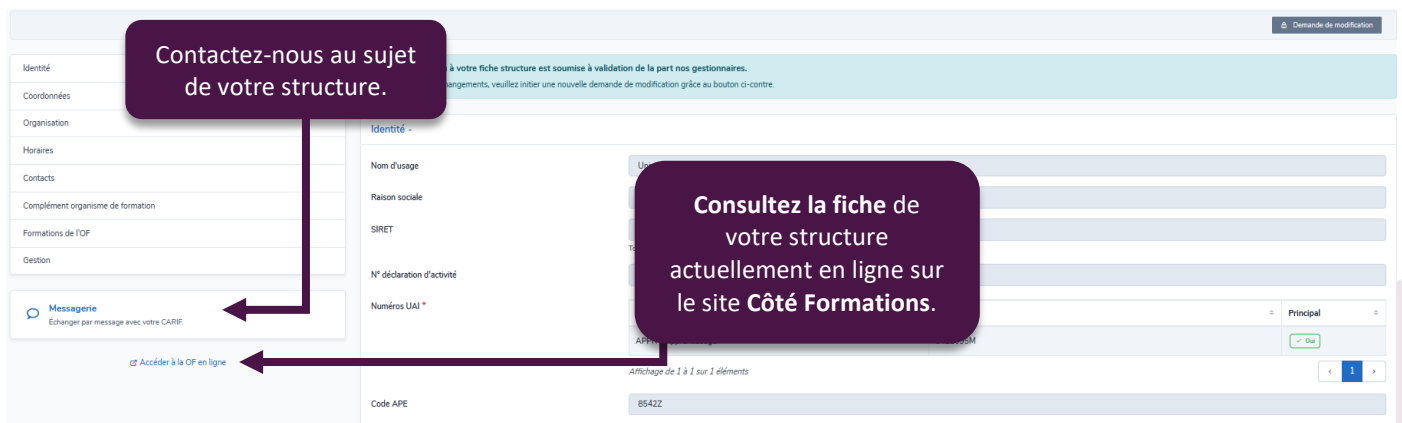 Demande de modification
Contactez-nous au sujet
de votre structure.
à votre fiche structure est soumise à validation de la part nos gestionnaires.
veuillez initier une nouvelle demande de modification grâce au bouton ci-contre.
Identité
Coordonnées
Organisation
Horaires
Contacts
Complément organisme de formation
Formations de l'OF
Gestion
Messagerie
Échanger par message avec votre CARIF.
Accéder à la OF en ligne
Identité -
Nom d'usage
Raison sociale
SIRET
N° déclaration d'activité
Numéros UAI *
Consultez la fiche de
votre structure
actuellement en ligne sur
le site Côté Formations.
Principal
Oui
Affichage de 1 à 1 sur 1 éléments
1
Code APE
8542Z